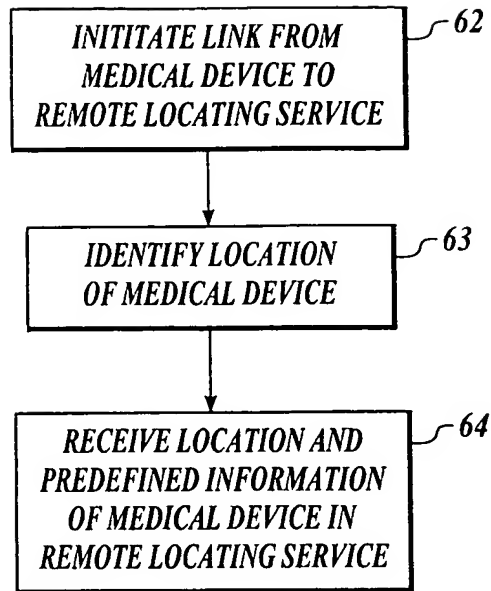 INITITATE LINK FROM
MEDICAL DEVICE TO
REMOTE LOCATING SERVICE
62
IDENTIFY LOCATION
OF MEDICAL DEVICE
63
RECEIVE LOCATION AND
PREDEFINED INFORMATION
OF MEDICAL DEVICE IN
REMOTE LOCATING SERVICE
64